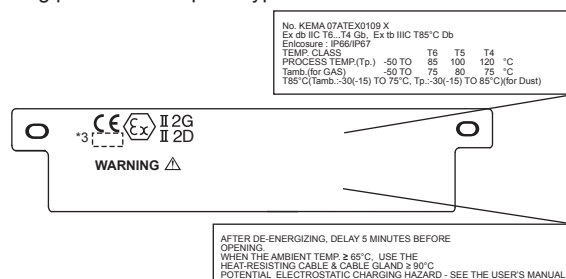 No. KEMA 07ATEX0109 X
Ex db IIC T6...T4 Gb, Ex tb IIIC T85°C Db
Enlcosure : IP66/IP67
TEMP. CLASS T6 T5 T4
PROCESS TEMP.(Tp.) -50 TO 85 100 120 °C
Tamb.(for GAS) -50 TO 75 80 75 °C
T85°C(Tamb.:-30(-15) TO 75°C, Tp.:-30(-15) TO 85°C)(for Dust)
CE Ex II 2G
*3 II 2D
WARNING ⚠
AFTER DE-ENERGIZING, DELAY 5 MINUTES BEFORE
OPENING.
WHEN THE AMBIENT TEMP. ≥ 65°C, USE THE
HEAT-RESISTING CABLE & CABLE GLAND ≥ 90°C
POTENTIAL ELECTROSTATIC CHARGING HAZARD - SEE THE USER'S MANUAL